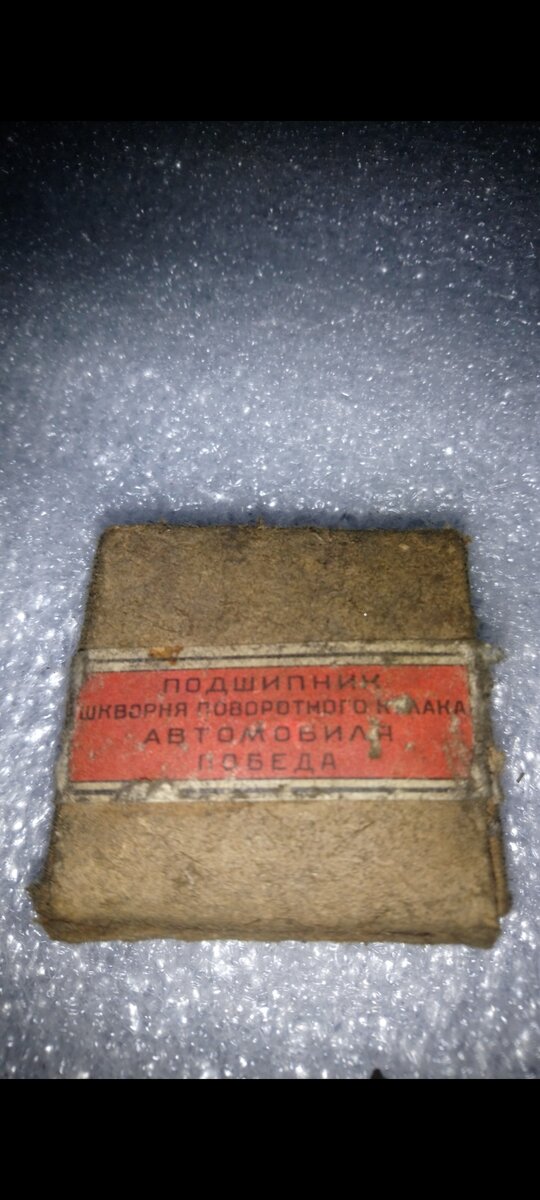 ПОДШИПНИК
ШКВОРНЯ ПОВОРОТНОГО КУЛАКА
АВТОМОБИЛЯ
ПОБЕДА